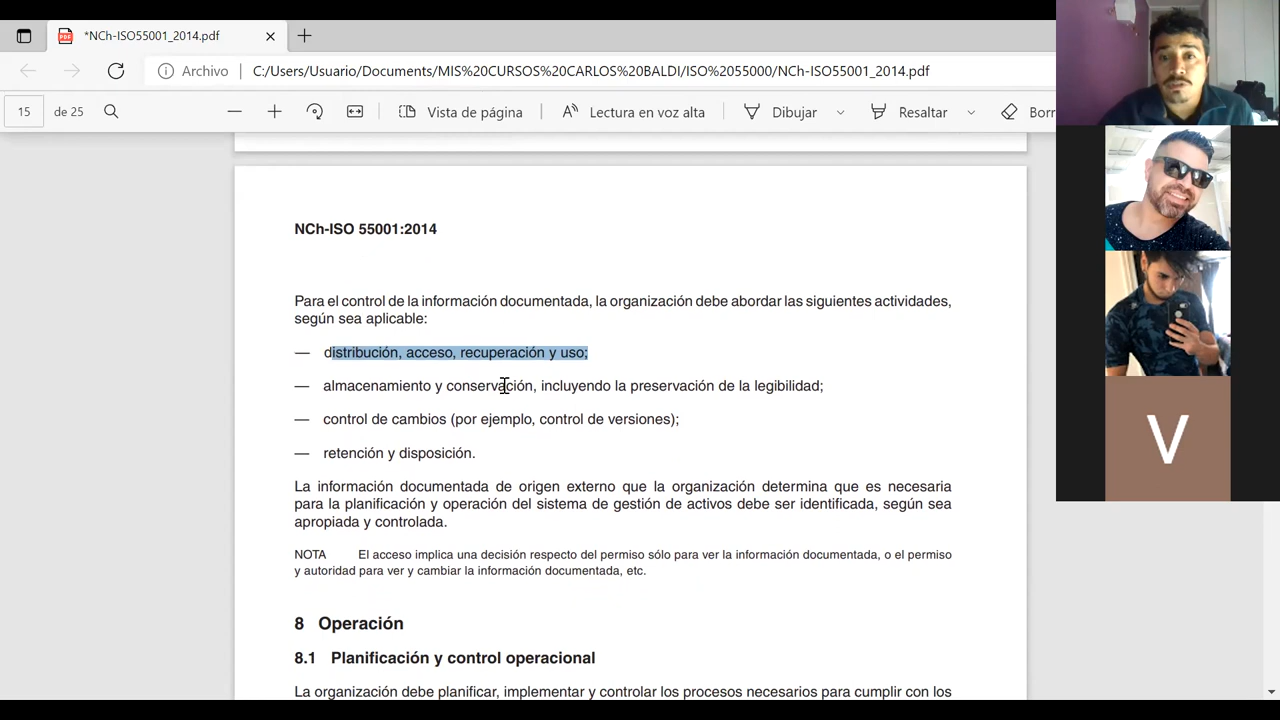 *NCh-ISO55001_2014.pdf
Archivo
C:/Users/Usuario/Documents/MIS%20CURSOS%20CARLOS%20BALDI/ISO%2055000/NCh-ISO55001_2014.pdf
15 de 25
Vista de página
Lectura en voz alta
Dibujar
Resaltar
Borr
NCh-ISO 55001:2014
Para el control de la información documentada, la organización debe abordar las siguientes actividades,
según sea aplicable:
— distribución, acceso, recuperación y uso;
— almacenamiento y conservación, incluyendo la preservación de la legibilidad;
— control de cambios (por ejemplo, control de versiones);
— retención y disposición.
La información documentada de origen externo que la organización determina que es necesaria
para la planificación y operación del sistema de gestión de activos debe ser identificada, según sea
apropiada y controlada.
NOTA El acceso implica una decisión respecto del permiso sólo para ver la información documentada, o el permiso
y autoridad para ver y cambiar la información documentada, etc.
8 Operación
8.1 Planificación y control operacional
La organización debe planificar, implementar y controlar los procesos necesarios para cumplir con los
V